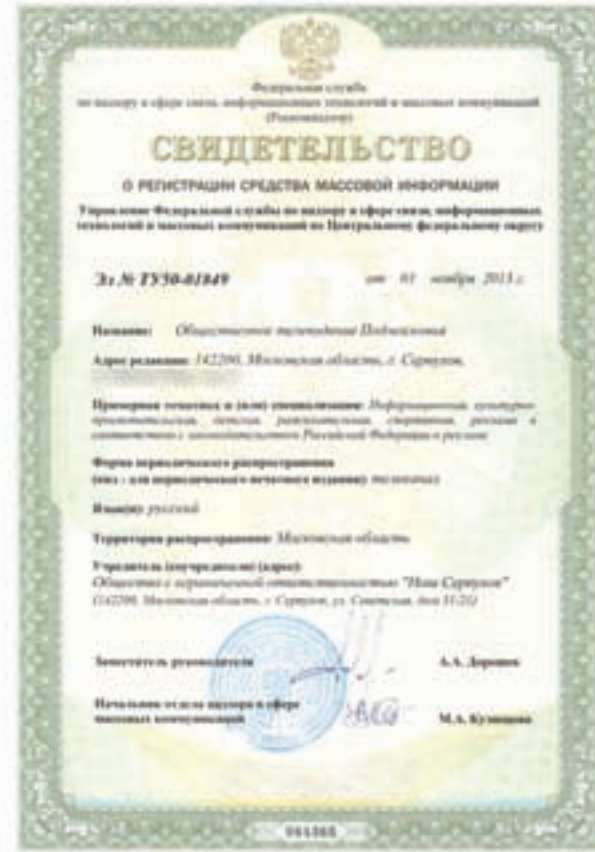 Федеральная служба
по надзору в сфере связи, информационных технологий и массовых коммуникаций
(Роскомнадзор)
СВИДЕТЕЛЬСТВО
О РЕГИСТРАЦИИ СРЕДСТВА МАССОВОЙ ИНФОРМАЦИИ
Управление Федеральной службы по надзору в сфере связи, информационных
технологий и массовых коммуникаций по Центральному федеральному округу
Эл № ТУ50-01849 от 01 ноября 2013 г.
Название: Общественное телевидение Подмосковья
Адрес редакции: 142200, Московская область, г. Серпухов,
Примерная тематика и (или) специализация: Информационная, культурно-
просветительская, детская, развлекательная, спортивная, реклама в
соответствии с законодательством Российской Федерации о рекламе
Форма периодического распространения
(вид - для периодического печатного издания): телеканал
Язык(и): русский
Территория распространения: Московская область
Учредитель (соучредители) (адрес):
Общество с ограниченной ответственностью "Наш Серпухов"
(142200, Московская область, г. Серпухов, ул. Советская, дом 31/21)
Заместитель руководителя А.А. Дорошев
Начальник отдела надзора в сфере
массовых коммуникаций М.А. Кузнецова